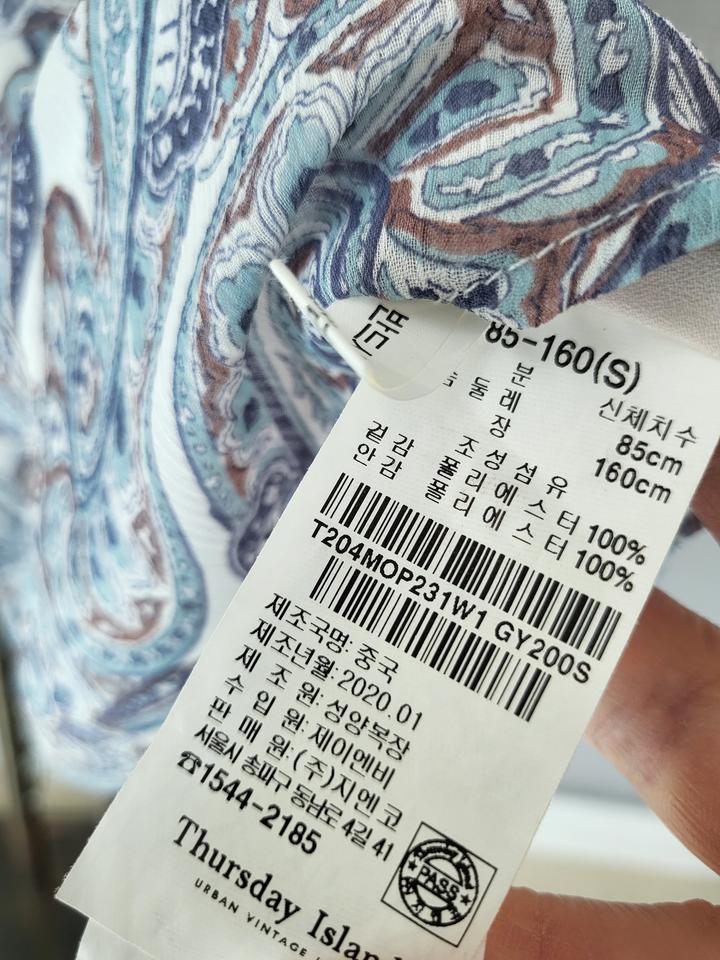 85-160(S)
부 신체치수
둘레 85cm
장 160cm
조성섬유
겉감 폴리에스터 100%
안감 폴리에스터 100%
T204MOP231W1 GY200S
제조국명: 중국
제조년월: 2020.01
제 조 원: 성양복장
수 입 원: 제이엔비
판 매 원: (주)지엔코
서울시 송파구 동남로 4길 41
☎1544-2185
PASS
Thursday Islan
URBAN VINTAGE